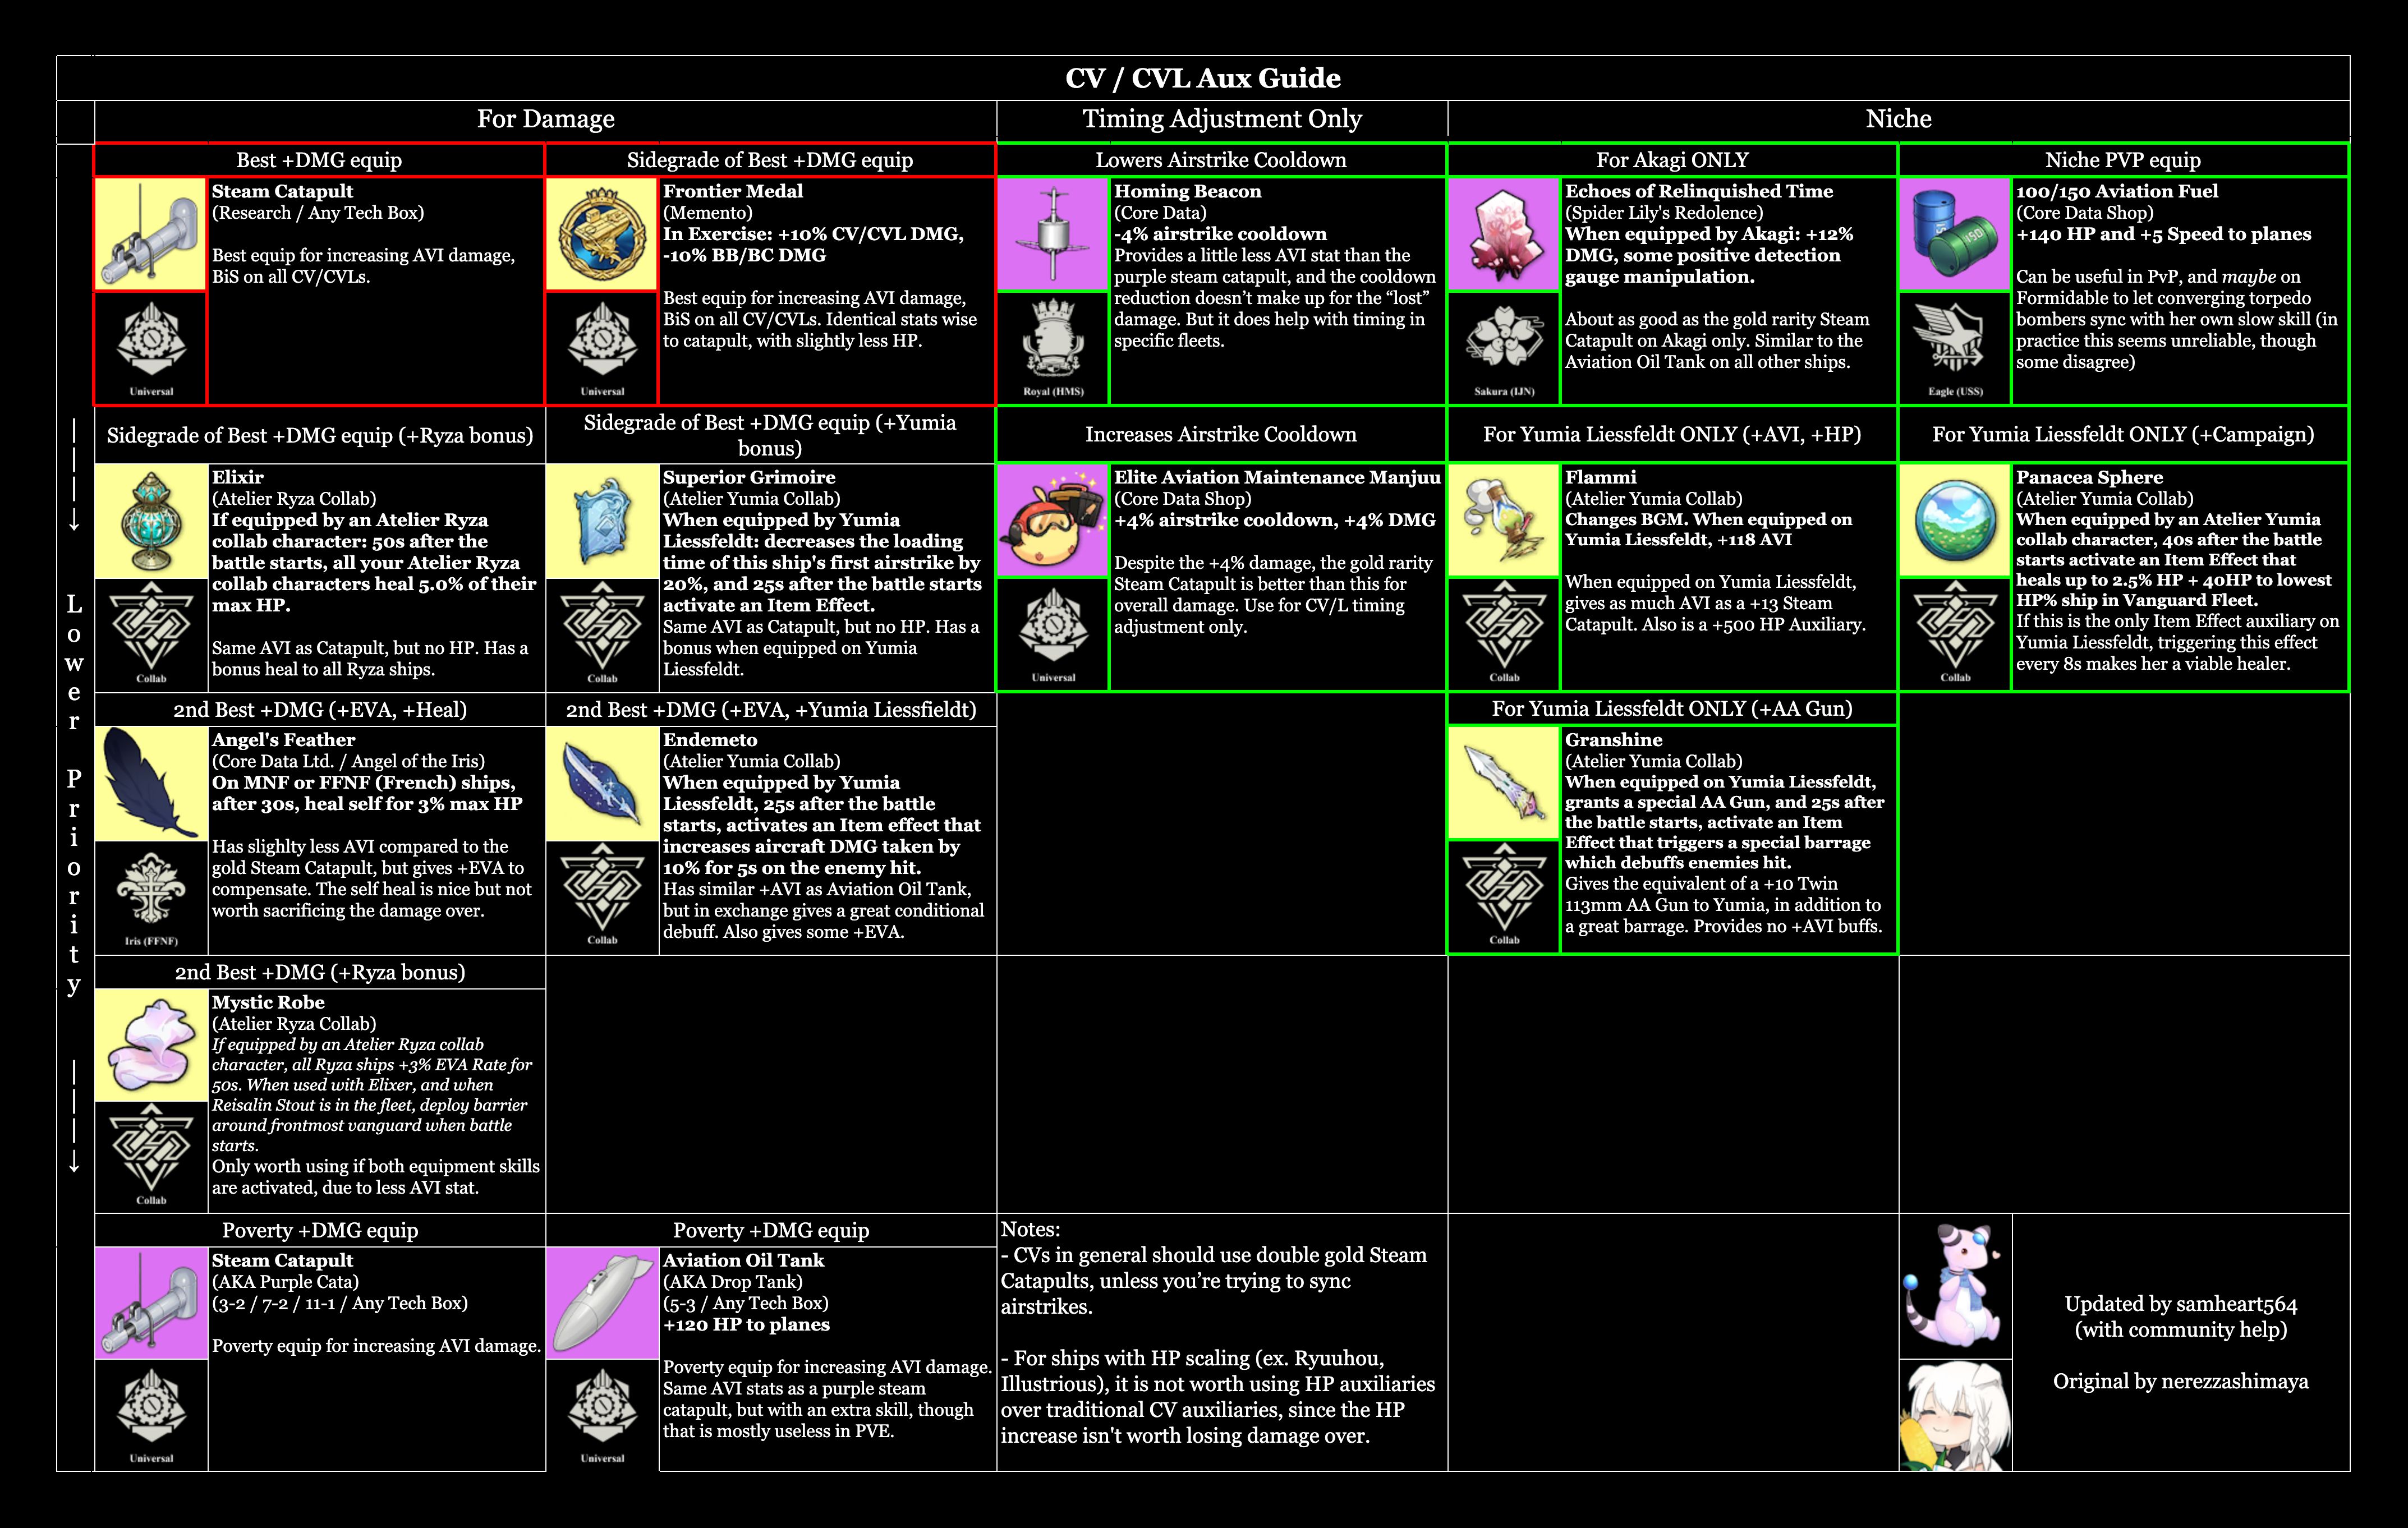 CV / CVL Aux Guide
For Damage
Timing Adjustment Only
Niche
Lower Priority
Best +DMG equip
Steam Catapult
(Research / Any Tech Box)
Best equip for increasing AVI damage,
BiS on all CV/CVLs.
Universal
Sidegrade of Best +DMG equip
Frontier Medal
(Memento)
In Exercise: +10% CV/CVL DMG,
-10% BB/BC DMG
Best equip for increasing AVI damage,
BiS on all CV/CVLs. Identical stats wise
to catapult, with slightly less HP.
Universal
Lowers Airstrike Cooldown
Homing Beacon
(Core Data)
-4% airstrike cooldown
Provides a little less AVI stat than the
purple steam catapult, and the cooldown
reduction doesn’t make up for the “lost”
damage. But it does help with timing in
specific fleets.
Royal (HMS)
For Akagi ONLY
Echoes of Relinquished Time
(Spider Lily's Redolence)
When equipped by Akagi: +12%
DMG, some positive detection
gauge manipulation.
About as good as the gold rarity Steam
Catapult on Akagi only. Similar to the
Aviation Oil Tank on all other ships.
Sakura (IJN)
Niche PVP equip
100/150 Aviation Fuel
(Core Data Shop)
+140 HP and +5 Speed to planes
Can be useful in PvP, and maybe on
Formidable to let converging torpedo
bombers sync with her own slow skill (in
practice this seems unreliable, though
some disagree)
Eagle (USS)
Sidegrade of Best +DMG equip (+Ryza bonus)
Elixir
(Atelier Ryza Collab)
If equipped by an Atelier Ryza
collab character: 50s after the
battle starts, all your Atelier Ryza
collab characters heal 5.0% of their
max HP.
Same AVI as Catapult, but no HP. Has a
bonus heal to all Ryza ships.
Collab
Sidegrade of Best +DMG equip (+Yumia
bonus)
Superior Grimoire
(Atelier Yumia Collab)
When equipped by Yumia
Liessfeldt: decreases the loading
time of this ship's first airstrike by
20%, and 25s after the battle starts
activate an Item Effect.
Same AVI as Catapult, but no HP. Has a
bonus when equipped on Yumia
Liessfeldt.
Collab
Increases Airstrike Cooldown
Elite Aviation Maintenance Manjuu
(Core Data Shop)
+4% airstrike cooldown, +4% DMG
Despite the +4% damage, the gold rarity
Steam Catapult is better than this for
overall damage. Use for CV/L timing
adjustment only.
Universal
For Yumia Liessfeldt ONLY (+AVI, +HP)
Flammi
(Atelier Yumia Collab)
Changes BGM. When equipped on
Yumia Liessfeldt, +118 AVI
When equipped on Yumia Liessfeldt,
gives as much AVI as a +13 Steam
Catapult. Also is a +500 HP Auxiliary.
Collab
For Yumia Liessfeldt ONLY (+Campaign)
Panacea Sphere
(Atelier Yumia Collab)
When equipped by an Atelier Yumia
collab character, 40s after the battle
starts activate an Item Effect that
heals up to 2.5% HP + 40HP to lowest
HP% ship in Vanguard Fleet.
If this is the only Item Effect auxiliary on
Yumia Liessfeldt, triggering this effect
every 8s makes her a viable healer.
Collab
2nd Best +DMG (+EVA, +Heal)
Angel's Feather
(Core Data Ltd. / Angel of the Iris)
On MNF or FFNF (French) ships,
after 30s, heal self for 3% max HP
Has slighlty less AVI compared to the
gold Steam Catapult, but gives +EVA to
compensate. The self heal is nice but not
worth sacrificing the damage over.
Iris (FFNF)
2nd Best +DMG (+EVA, +Yumia Liessfieldt)
Endemeto
(Atelier Yumia Collab)
When equipped by Yumia
Liessfeldt, 25s after the battle
starts, activates an Item effect that
increases aircraft DMG taken by
10% for 5s on the enemy hit.
Has similar +AVI as Aviation Oil Tank,
but in exchange gives a great conditional
debuff. Also gives some +EVA.
Collab
For Yumia Liessfeldt ONLY (+AA Gun)
Granshine
(Atelier Yumia Collab)
When equipped on Yumia Liessfeldt,
grants a special AA Gun, and 25s after
the battle starts, activate an Item
Effect that triggers a special barrage
which debuffs enemies hit.
Gives the equivalent of a +10 Twin
113mm AA Gun to Yumia, in addition to
a great barrage. Provides no +AVI buffs.
Collab
2nd Best +DMG (+Ryza bonus)
Mystic Robe
(Atelier Ryza Collab)
If equipped by an Atelier Ryza collab
character, all Ryza ships +3% EVA Rate for
50s. When used with Elixer, and when
Reisalin Stout is in the fleet, deploy barrier
around frontmost vanguard when battle
starts.
Only worth using if both equipment skills
are activated, due to less AVI stat.
Collab
Poverty +DMG equip
Steam Catapult
(AKA Purple Cata)
(3-2 / 7-2 / 11-1 / Any Tech Box)
Poverty equip for increasing AVI damage.
Universal
Poverty +DMG equip
Aviation Oil Tank
(AKA Drop Tank)
(5-3 / Any Tech Box)
+120 HP to planes
Poverty equip for increasing AVI damage.
Same AVI stats as a purple steam
catapult, but with an extra skill, though
that is mostly useless in PVE.
Universal
Notes:
- CVs in general should use double gold Steam
Catapults, unless you’re trying to sync
airstrikes.
- For ships with HP scaling (ex. Ryuuhou,
Illustrious), it is not worth using HP auxiliaries
over traditional CV auxiliaries, since the HP
increase isn't worth losing damage over.
Updated by samheart564
(with community help)
Original by nerezzashimaya